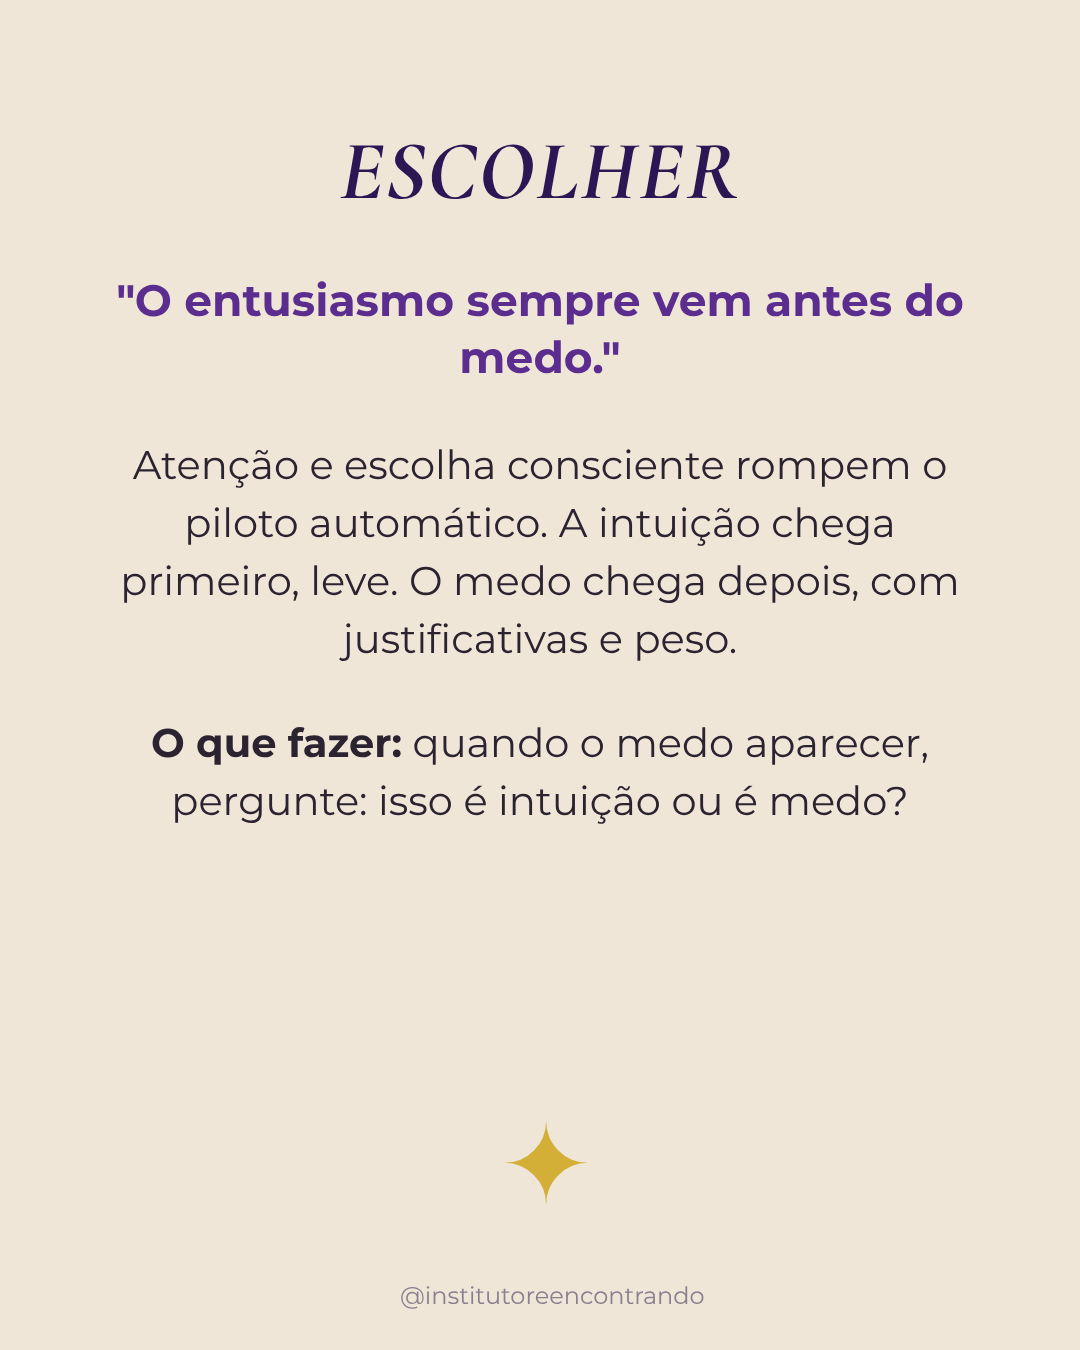 ESCOLHER
"O entusiasmo sempre vem antes do
medo."
Atenção e escolha consciente rompem o
piloto automático. A intuição chega
primeiro, leve. O medo chega depois, com
justificativas e peso.
O que fazer: quando o medo aparecer,
pergunte: isso é intuição ou é medo?
@institutoreencontrando